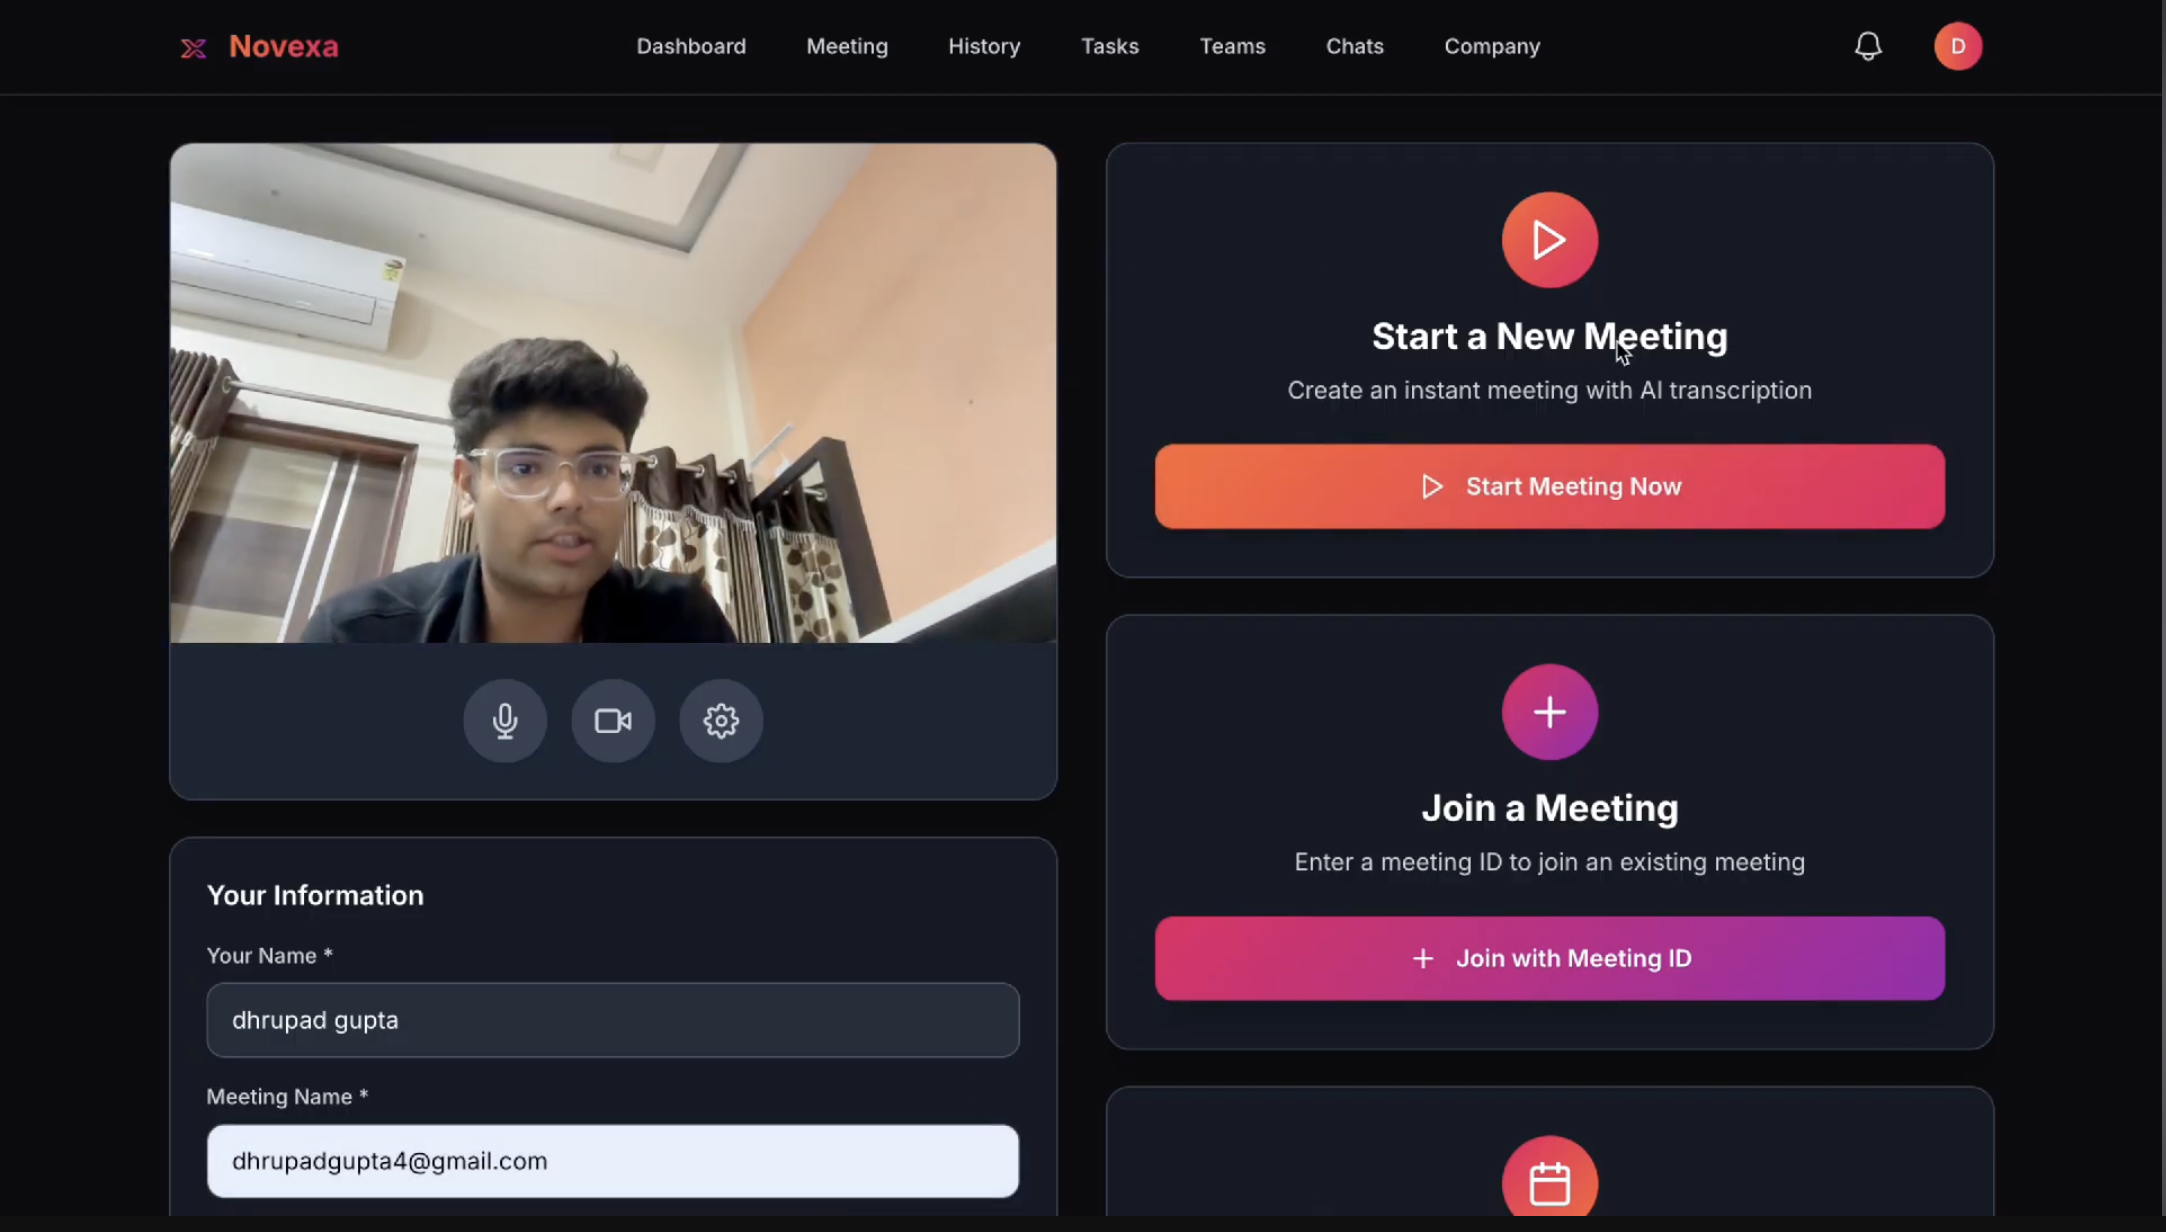 Novexa
Dashboard
Meeting
History
Tasks
Teams
Chats
Company
D
Start a New Meeting
Create an instant meeting with AI transcription
Start Meeting Now
Join a Meeting
Enter a meeting ID to join an existing meeting
Join with Meeting ID
Your Information
Your Name *
dhrupad gupta
Meeting Name *
dhrupadgupta4@gmail.com